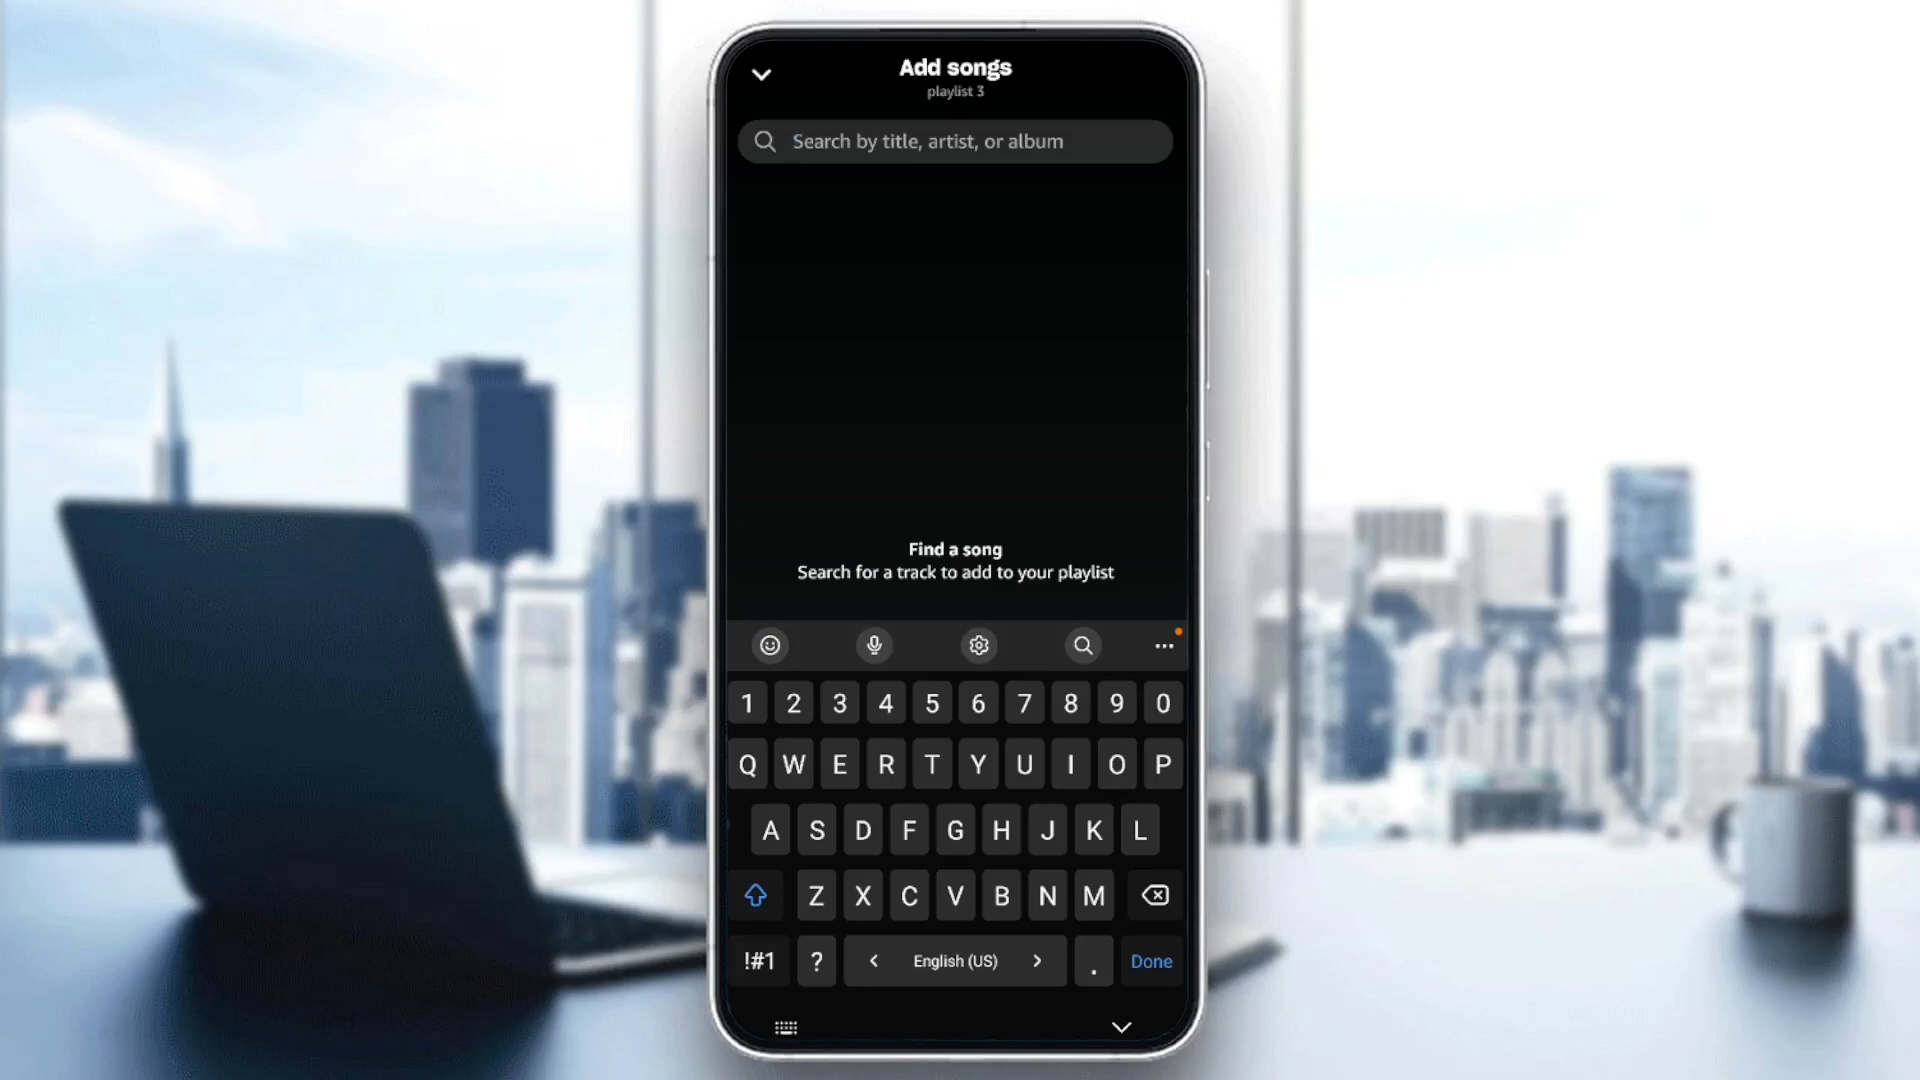 Add songs
playlist 3
Search by title, artist, or album
Find a song
Search for a track to add to your playlist
1 2 3 4 5 6 7 8 9 0
Q W E R T Y U I O P
A S D F G H J K L
Z X C V B N M
!#1 ? < English (US) > . Done